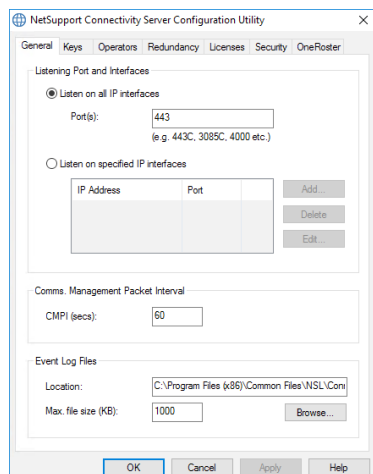 NetSupport Connectivity Server Configuration Utility
General Keys Operators Redundancy Licenses Security OneRoster
Listening Port and Interfaces
Listen on all IP interfaces
Port(s): 443
(e.g. 443C, 3085C, 4000 etc.)
Listen on specified IP interfaces
IP Address Port
Add...
Delete
Edit...
Comms. Management Packet Interval
CMPI (secs): 60
Event Log Files
Location: C:\Program Files (x86)\Common Files\NSL\Conn
Max. file size (KB): 1000 Browse...
OK Cancel Apply Help